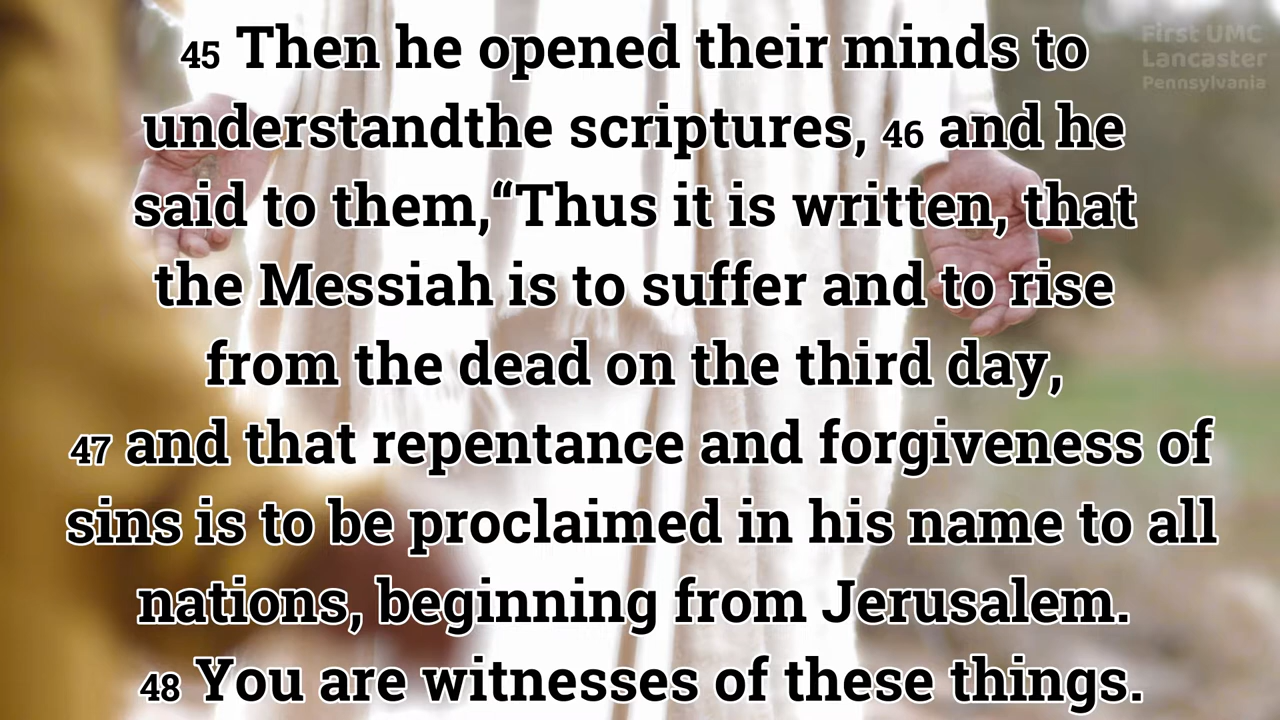 45 Then he opened their minds to
understandthe scriptures, 46 and he
said to them,“Thus it is written, that
the Messiah is to suffer and to rise
from the dead on the third day,
47 and that repentance and forgiveness of
sins is to be proclaimed in his name to all
nations, beginning from Jerusalem.
48 You are witnesses of these things.
First UMC
Lancaster
Pennsylvania